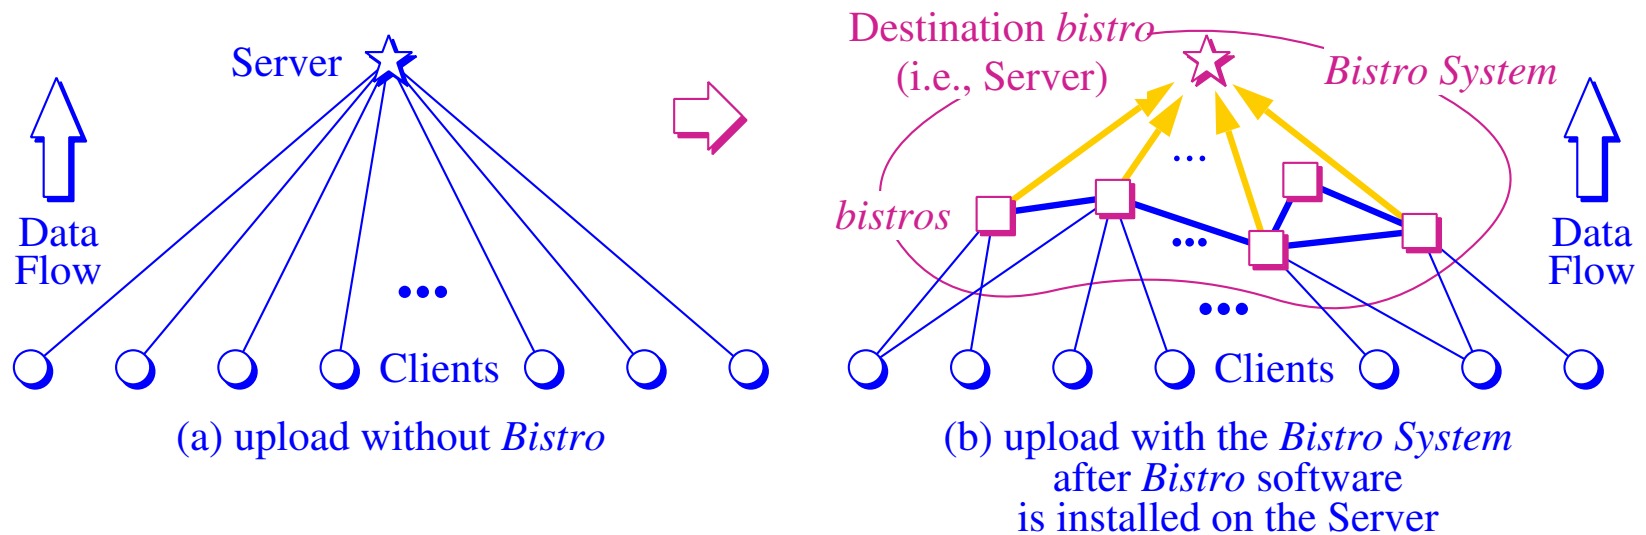 Server
Data
Flow
•••
Clients
(a) upload without Bistro
Destination bistro
(i.e., Server)
Bistro System
•••
bistros
•••
Data
Flow
•••
Clients
(b) upload with the Bistro System
after Bistro software
is installed on the Server